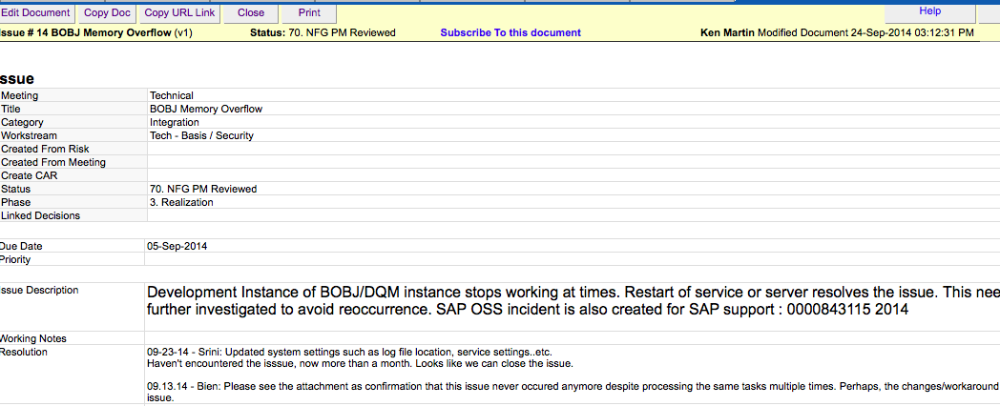 Edit Document Copy Doc Copy URL Link Close Print Help
Issue # 14 BOBJ Memory Overflow (v1) Status: 70. NFG PM Reviewed Subscribe To this document Ken Martin Modified Document 24-Sep-2014 03:12:31 PM
ssue
Meeting Technical
Title BOBJ Memory Overflow
Category Integration
Workstream Tech - Basis / Security
Created From Risk
Created From Meeting
Create CAR
Status 70. NFG PM Reviewed
Phase 3. Realization
Linked Decisions
Due Date 05-Sep-2014
Priority
ssue Description Development Instance of BOBJ/DQM instance stops working at times. Restart of service or server resolves the issue. This nee
further investigated to avoid reoccurrence. SAP OSS incident is also created for SAP support : 0000843115 2014
Working Notes
Resolution 09-23-14 - Srini: Updated system settings such as log file location, service settings..etc.
Haven't encountered the isssue, now more than a month. Looks like we can close the issue.
09.13.14 - Bien: Please see the attachment as confirmation that this issue never occured anymore despite processing the same tasks multiple times. Perhaps, the changes/workaround
issue.